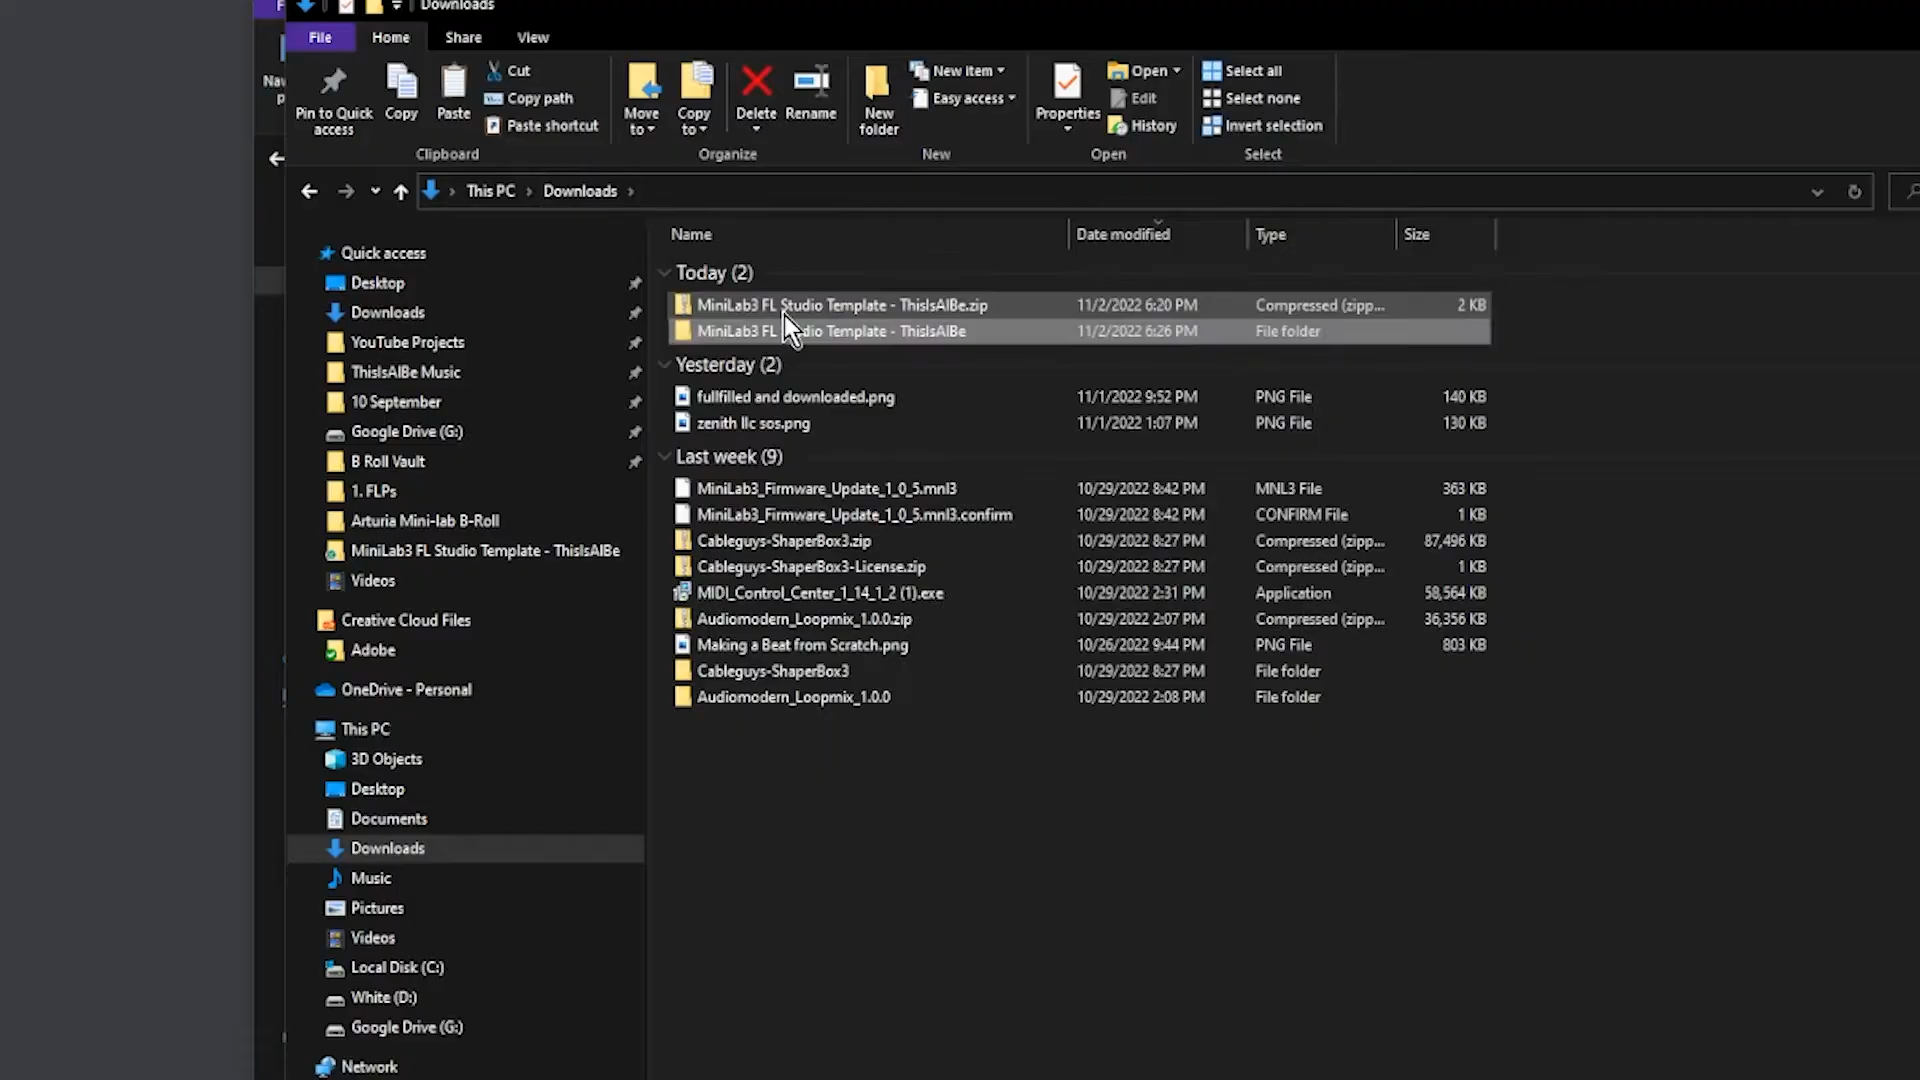 Downloads
File Home Share View
Pin to Quick access
Copy
Paste
Cut
Copy path
Paste shortcut
Clipboard
Move to
Copy to
Delete
Rename
Organize
New folder
New item
Easy access
New
Properties
Open
Edit
History
Open
Select all
Select none
Invert selection
Select
This PC > Downloads >
Quick access
Desktop
Downloads
YouTube Projects
ThisIsAlBe Music
10 September
Google Drive (G:)
B Roll Vault
1. FLPs
Arturia Mini-lab B-Roll
MiniLab3 FL Studio Template - ThisIsAlBe
Videos
Creative Cloud Files
Adobe
OneDrive - Personal
This PC
3D Objects
Desktop
Documents
Downloads
Music
Pictures
Videos
Local Disk (C:)
White (D:)
Google Drive (G:)
Network
Name Date modified Type Size
Today (2)
MiniLab3 FL Studio Template - ThisIsAlBe.zip 11/2/2022 6:20 PM Compressed (zipp... 2 KB
MiniLab3 FL Studio Template - ThisIsAlBe 11/2/2022 6:26 PM File folder
Yesterday (2)
fullfilled and downloaded.png 11/1/2022 9:52 PM PNG File 140 KB
zenith llc sos.png 11/1/2022 1:07 PM PNG File 130 KB
Last week (9)
MiniLab3_Firmware_Update_1_0_5.mnl3 10/29/2022 8:42 PM MNL3 File 363 KB
MiniLab3_Firmware_Update_1_0_5.mnl3.confirm 10/29/2022 8:42 PM CONFIRM File 1 KB
Cableguys-ShaperBox3.zip 10/29/2022 8:27 PM Compressed (zipp... 87,496 KB
Cableguys-ShaperBox3-License.zip 10/29/2022 8:27 PM Compressed (zipp... 1 KB
MIDI_Control_Center_1_14_1_2 (1).exe 10/29/2022 2:31 PM Application 58,564 KB
Audiomodern_Loopmix_1.0.0.zip 10/29/2022 2:07 PM Compressed (zipp... 36,356 KB
Making a Beat from Scratch.png 10/26/2022 9:44 PM PNG File 803 KB
Cableguys-ShaperBox3 10/29/2022 8:27 PM File folder
Audiomodern_Loopmix_1.0.0 10/29/2022 2:08 PM File folder